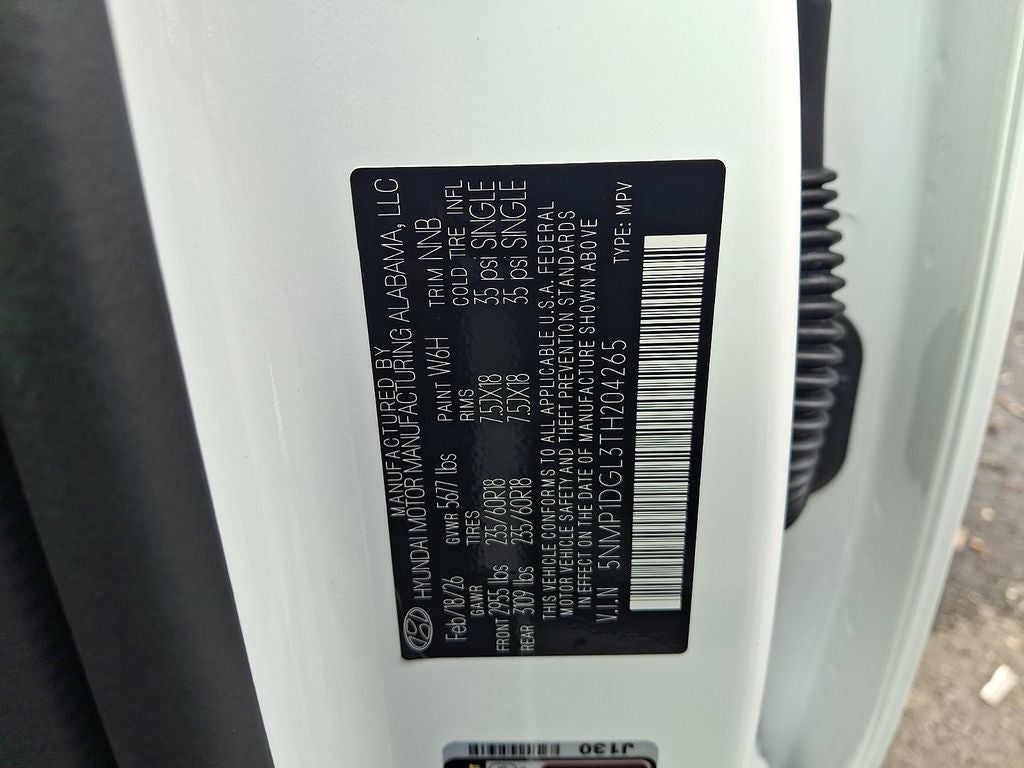 MANUFACTURED BY
HYUNDAI MOTOR MANUFACTURING ALABAMA, LLC
Feb/18/26 GVWR 5677 lbs PAINT W6H TRIM NNB
GAWR TIRES RIMS COLD TIRE INFL
FRONT 2955 lbs 235/60R18 7.5JX18 35 psi SINGLE
REAR 3109 lbs 235/60R18 7.5JX18 35 psi SINGLE
THIS VEHICLE CONFORMS TO ALL APPLICABLE U.S.A. FEDERAL
MOTOR VEHICLE SAFETY AND THEFT PREVENTION STANDARDS
IN EFFECT ON THE DATE OF MANUFACTURE SHOWN ABOVE
V.I.N 5NMP1DGL3TH204265 TYPE: MPV
J130